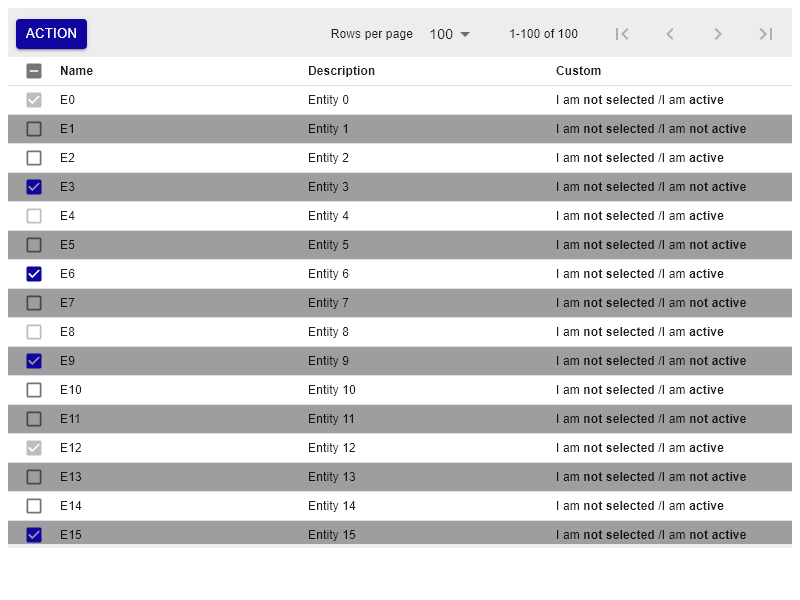 ACTION Rows per page 100 1-100 of 100
Name Description Custom
E0 Entity 0 I am not selected /I am active
E1 Entity 1 I am not selected /I am not active
E2 Entity 2 I am not selected /I am active
E3 Entity 3 I am not selected /I am not active
E4 Entity 4 I am not selected /I am active
E5 Entity 5 I am not selected /I am not active
E6 Entity 6 I am not selected /I am active
E7 Entity 7 I am not selected /I am not active
E8 Entity 8 I am not selected /I am active
E9 Entity 9 I am not selected /I am not active
E10 Entity 10 I am not selected /I am active
E11 Entity 11 I am not selected /I am not active
E12 Entity 12 I am not selected /I am active
E13 Entity 13 I am not selected /I am not active
E14 Entity 14 I am not selected /I am active
E15 Entity 15 I am not selected /I am not active